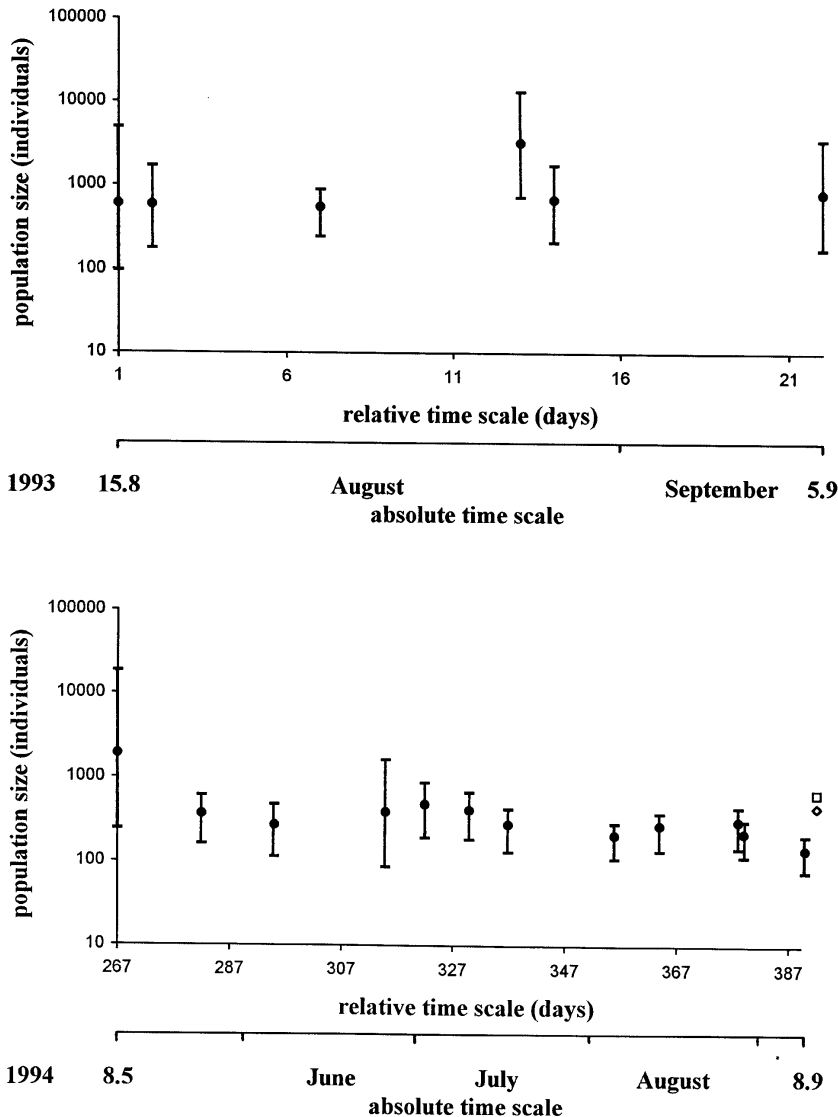 100000
10000
1000
100
10
population size (individuals)
1 6 11 16 21
relative time scale (days)
1993 15.8 August September 5.9
absolute time scale
100000
10000
1000
100
10
population size (individuals)
267 287 307 327 347 367 387
relative time scale (days)
1994 8.5 June July August 8.9
absolute time scale